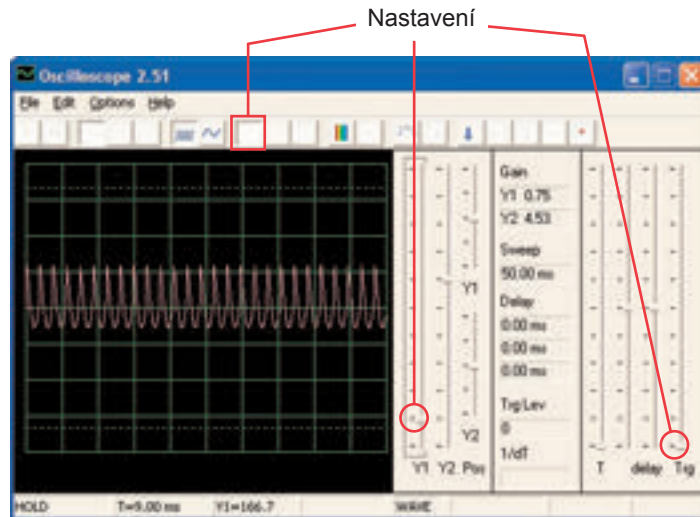 Nastavení
Oscilloscope 2.51
File Edit Options Help
Gain
Y1 0.75
Y2 4.53
Sweep
50.00 ms
Delay
0.00 ms
0.00 ms
0.00 ms
Trg Lev
0
1/dT
Y1
Y2
Y1 Y2 Pos
T delay Trg
HOLD T=9.00 ms Y1=166.7 WAVE